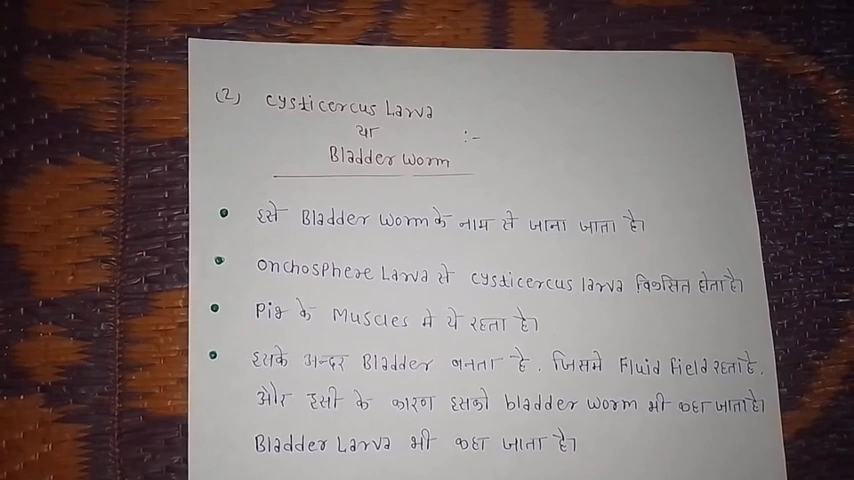 (2) Cysticercus Larva
या :-
Bladder Worm
• इसे Bladder Worm के नाम से जाना जाता है।
• Onchosphere Larva से Cysticercus larva विकसित होता है।
• Pig के Muscles मे ये रहता है।
• इसके अन्दर Bladder बनता है, जिसमे Fluid Field रहता है,
और इसी के कारण इसको bladder worm भी कहा जाता है।
Bladder Larva भी कहा जाता है।